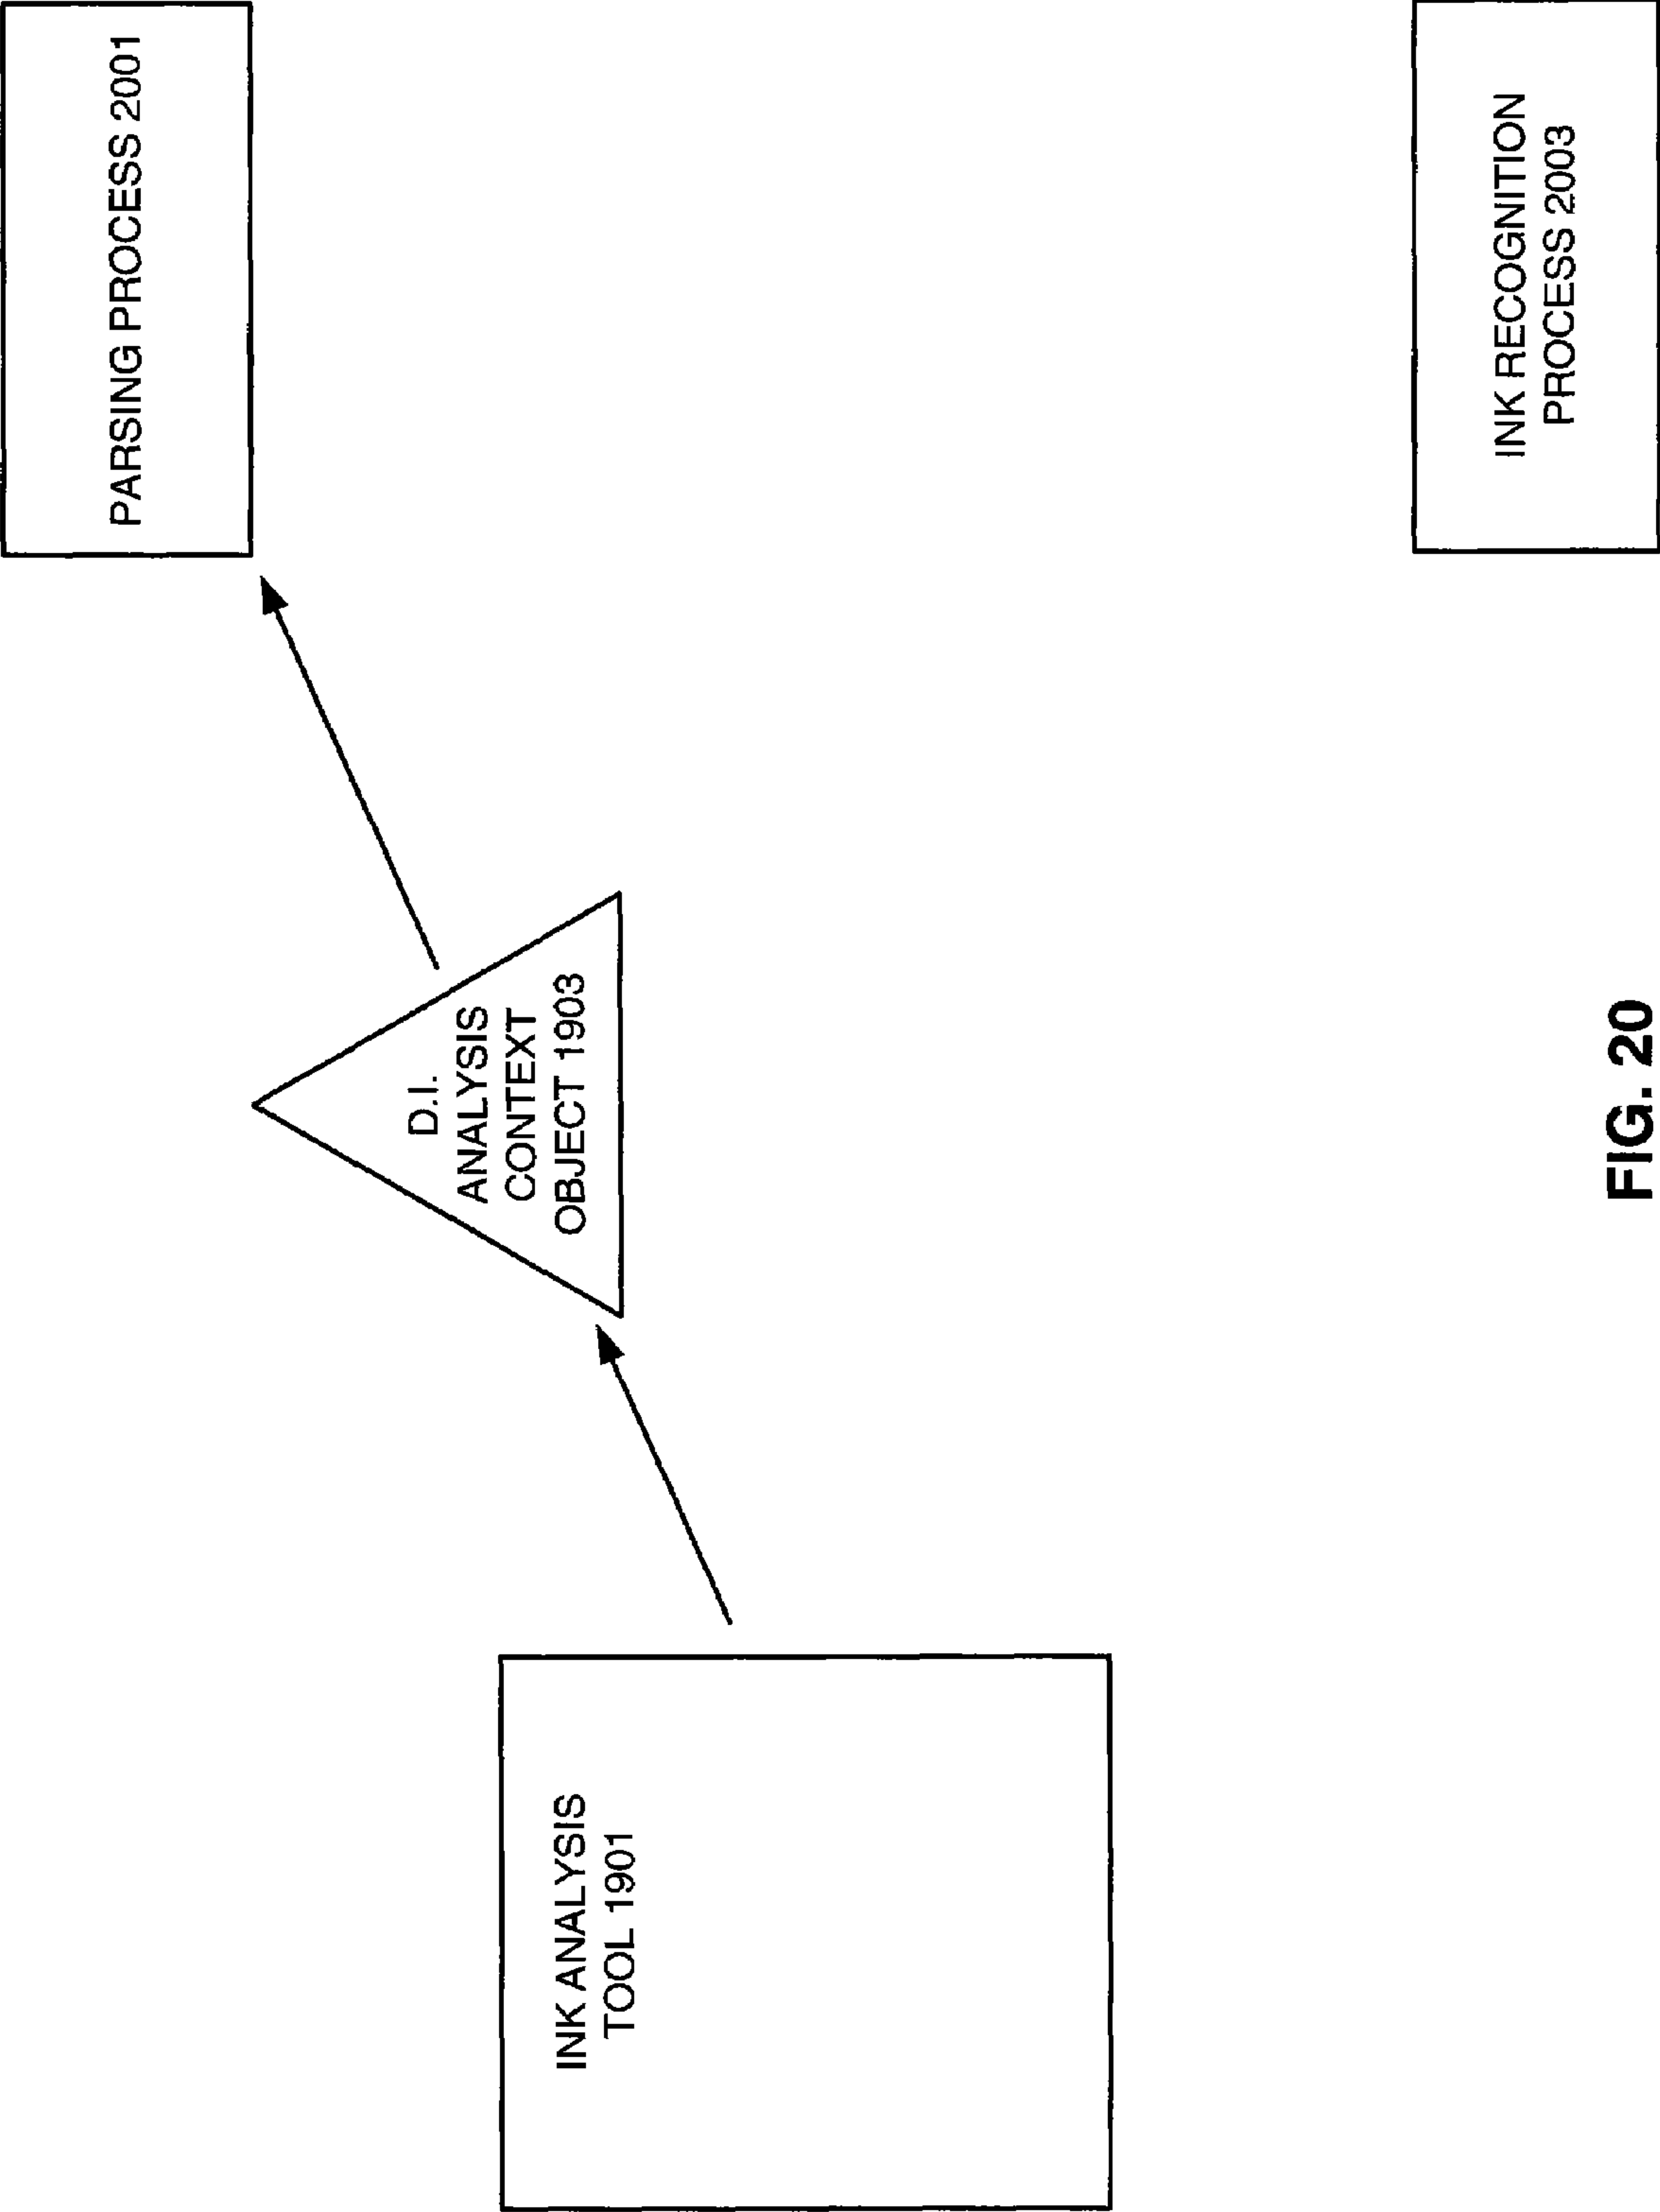 PARSING PROCESS 2001
D.I.
ANALYSIS
CONTEXT
OBJECT 1903
INK ANALYSIS
TOOL 1901
INK RECOGNITION
PROCESS 2003
FIG. 20